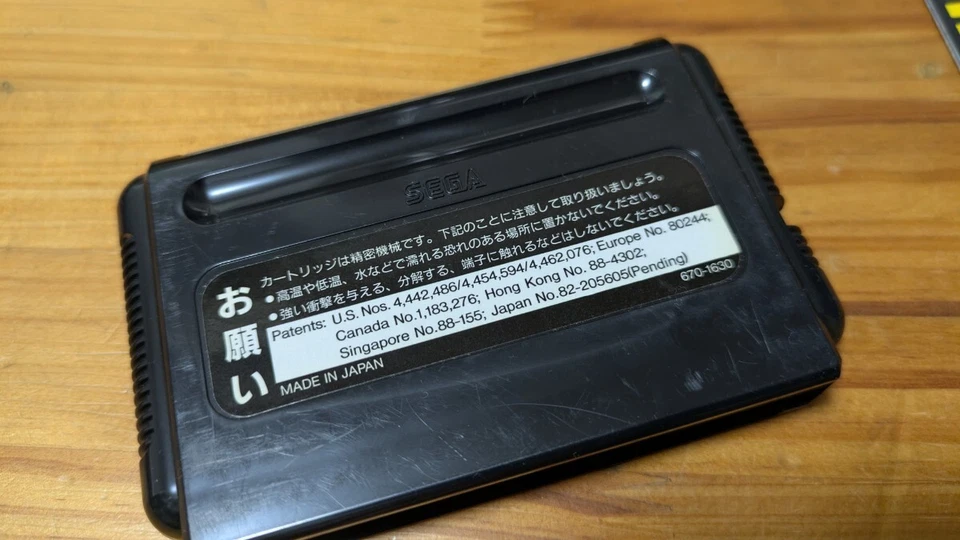 SEGA
お願い
カートリッジは精密機械です。下記のことに注意して取り扱いましょう。
●高温や低温、水などで濡れる恐れのある場所に置かないでください。
●強い衝撃を与える、分解する、端子に触れるなどはしないでください。
Patents: U.S. Nos. 4,442,486/4,454,594/4,462,076; Europe No. 80244;
Canada No.1,183,276; Hong Kong No. 88-4302;
Singapore No.88-155; Japan No.82-205605(Pending)
MADE IN JAPAN
670-1630